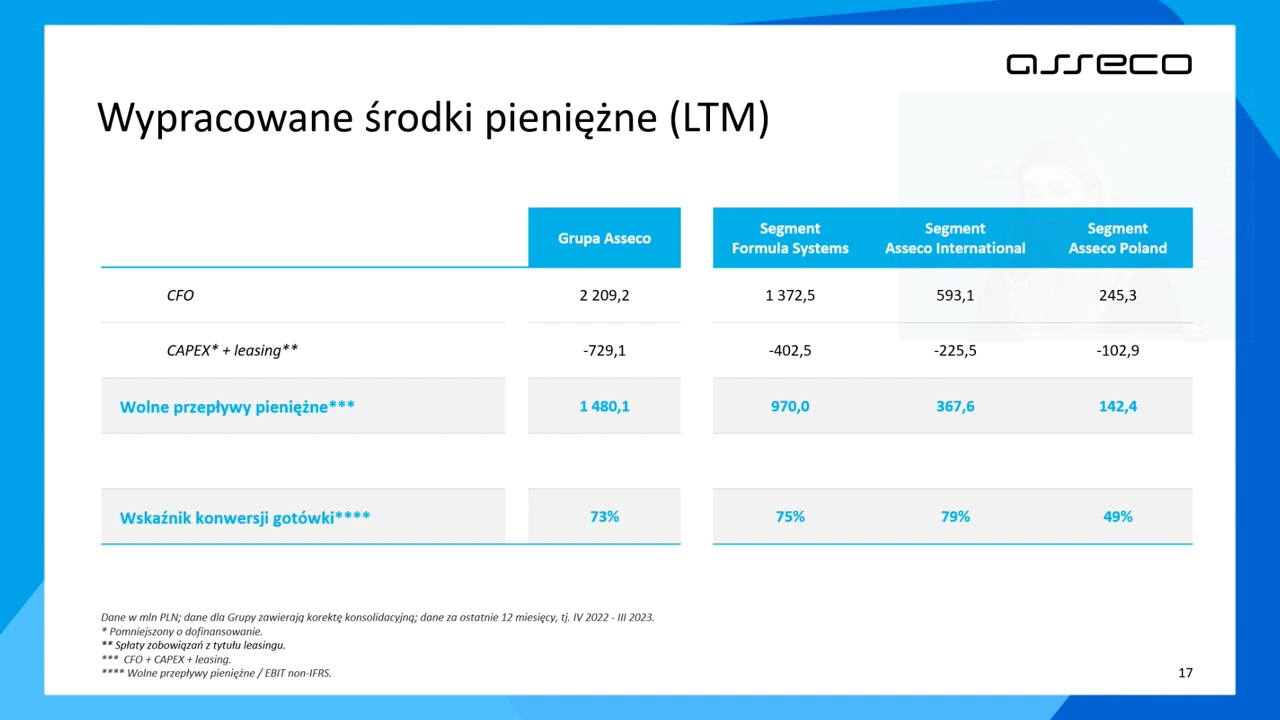 asseco
Wypracowane środki pieniężne (LTM)
Grupa Asseco
Segment
Formula Systems
Segment
Asseco International
Segment
Asseco Poland
CFO 2 209,2 1 372,5 593,1 245,3
CAPEX* + leasing** -729,1 -402,5 -225,5 -102,9
Wolne przepływy pieniężne*** 1 480,1 970,0 367,6 142,4
Wskaźnik konwersji gotówki**** 73% 75% 79% 49%
Dane w mln PLN; dane dla Grupy zawierają korektę konsolidacyjną; dane za ostatnie 12 miesięcy, tj. IV 2022 - III 2023.
* Pomniejszony o dofinansowanie.
** Spłaty zobowiązań z tytułu leasingu.
*** CFO + CAPEX + leasing.
**** Wolne przepływy pieniężne / EBIT non-IFRS.
17